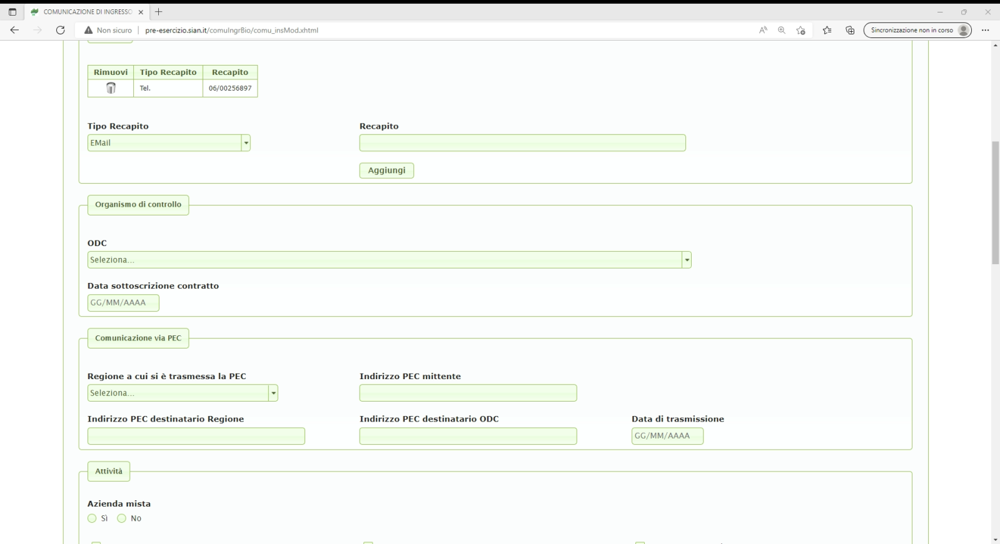 COMUNICAZIONE DI INGRESSO
Non sicuro
pre-esercizio.sian.it/comuIngrBio/comu_insMod.xhtml
Sincronizzazione non in corso
Rimuovi Tipo Recapito Recapito
Tel. 06/00256897
Tipo Recapito Recapito
EMail
Aggiungi
Organismo di controllo
ODC
Seleziona...
Data sottoscrizione contratto
GG/MM/AAAA
Comunicazione via PEC
Regione a cui si è trasmessa la PEC Indirizzo PEC mittente
Seleziona...
Indirizzo PEC destinatario Regione Indirizzo PEC destinatario ODC Data di trasmissione
GG/MM/AAAA
Attività
Azienda mista
Sì No